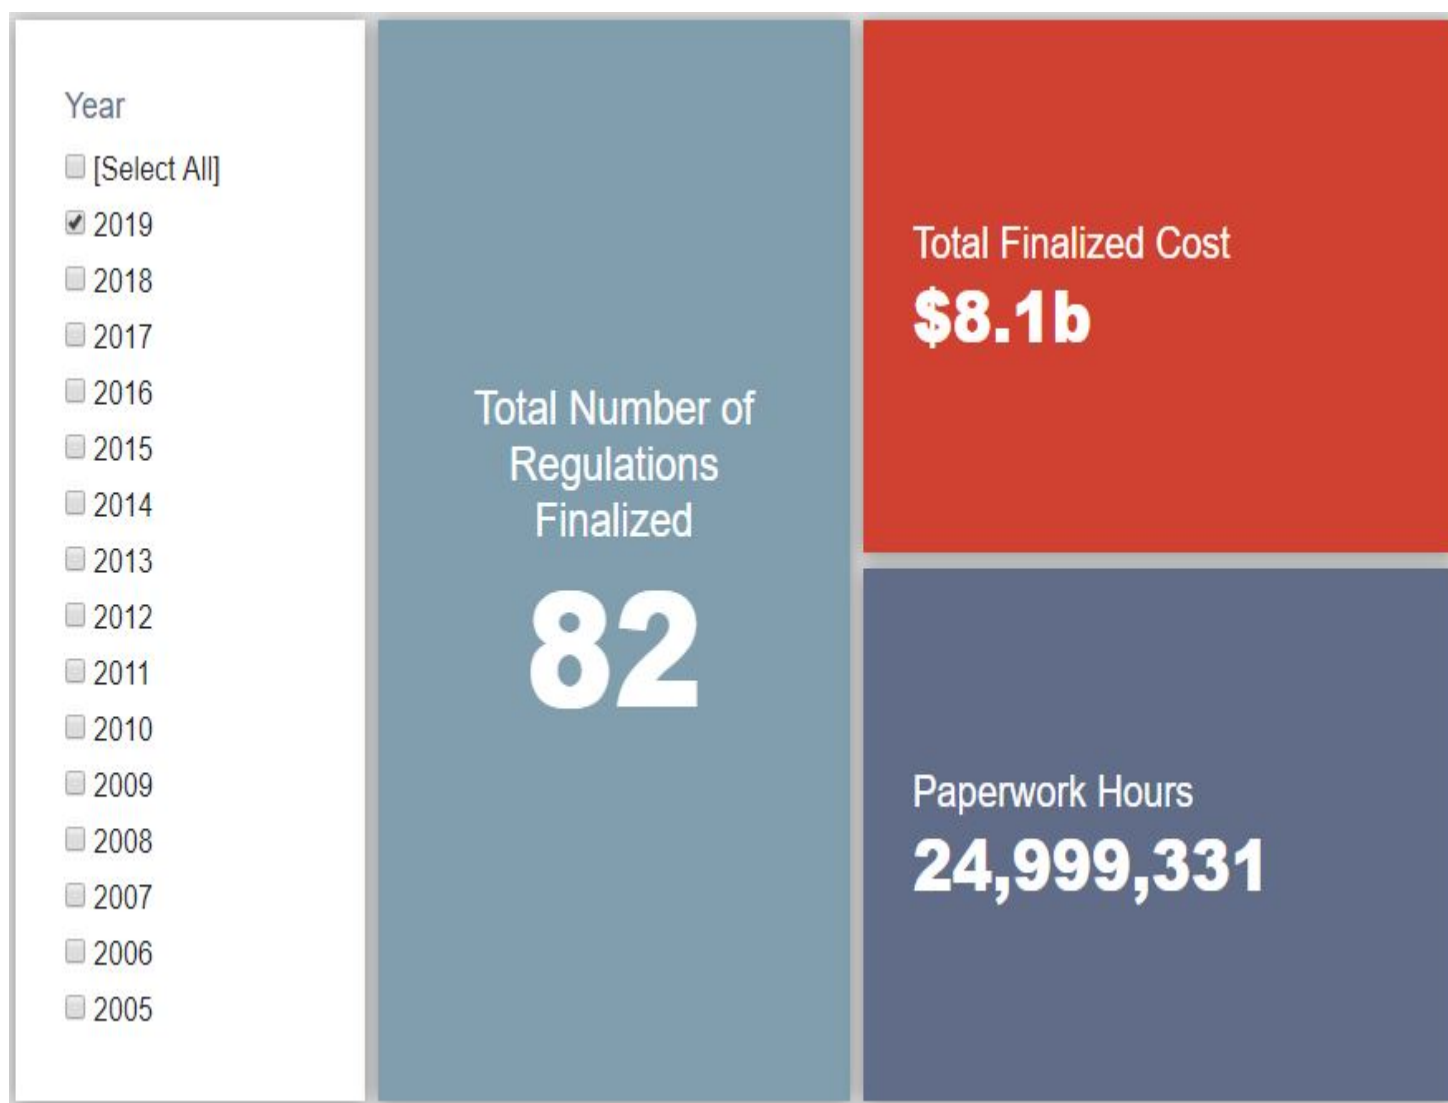 Year
[Select All]
2019
2018
2017
2016
2015
2014
2013
2012
2011
2010
2009
2008
2007
2006
2005
Total Number of
Regulations
Finalized
82
Total Finalized Cost
$8.1b
Paperwork Hours
24,999,331